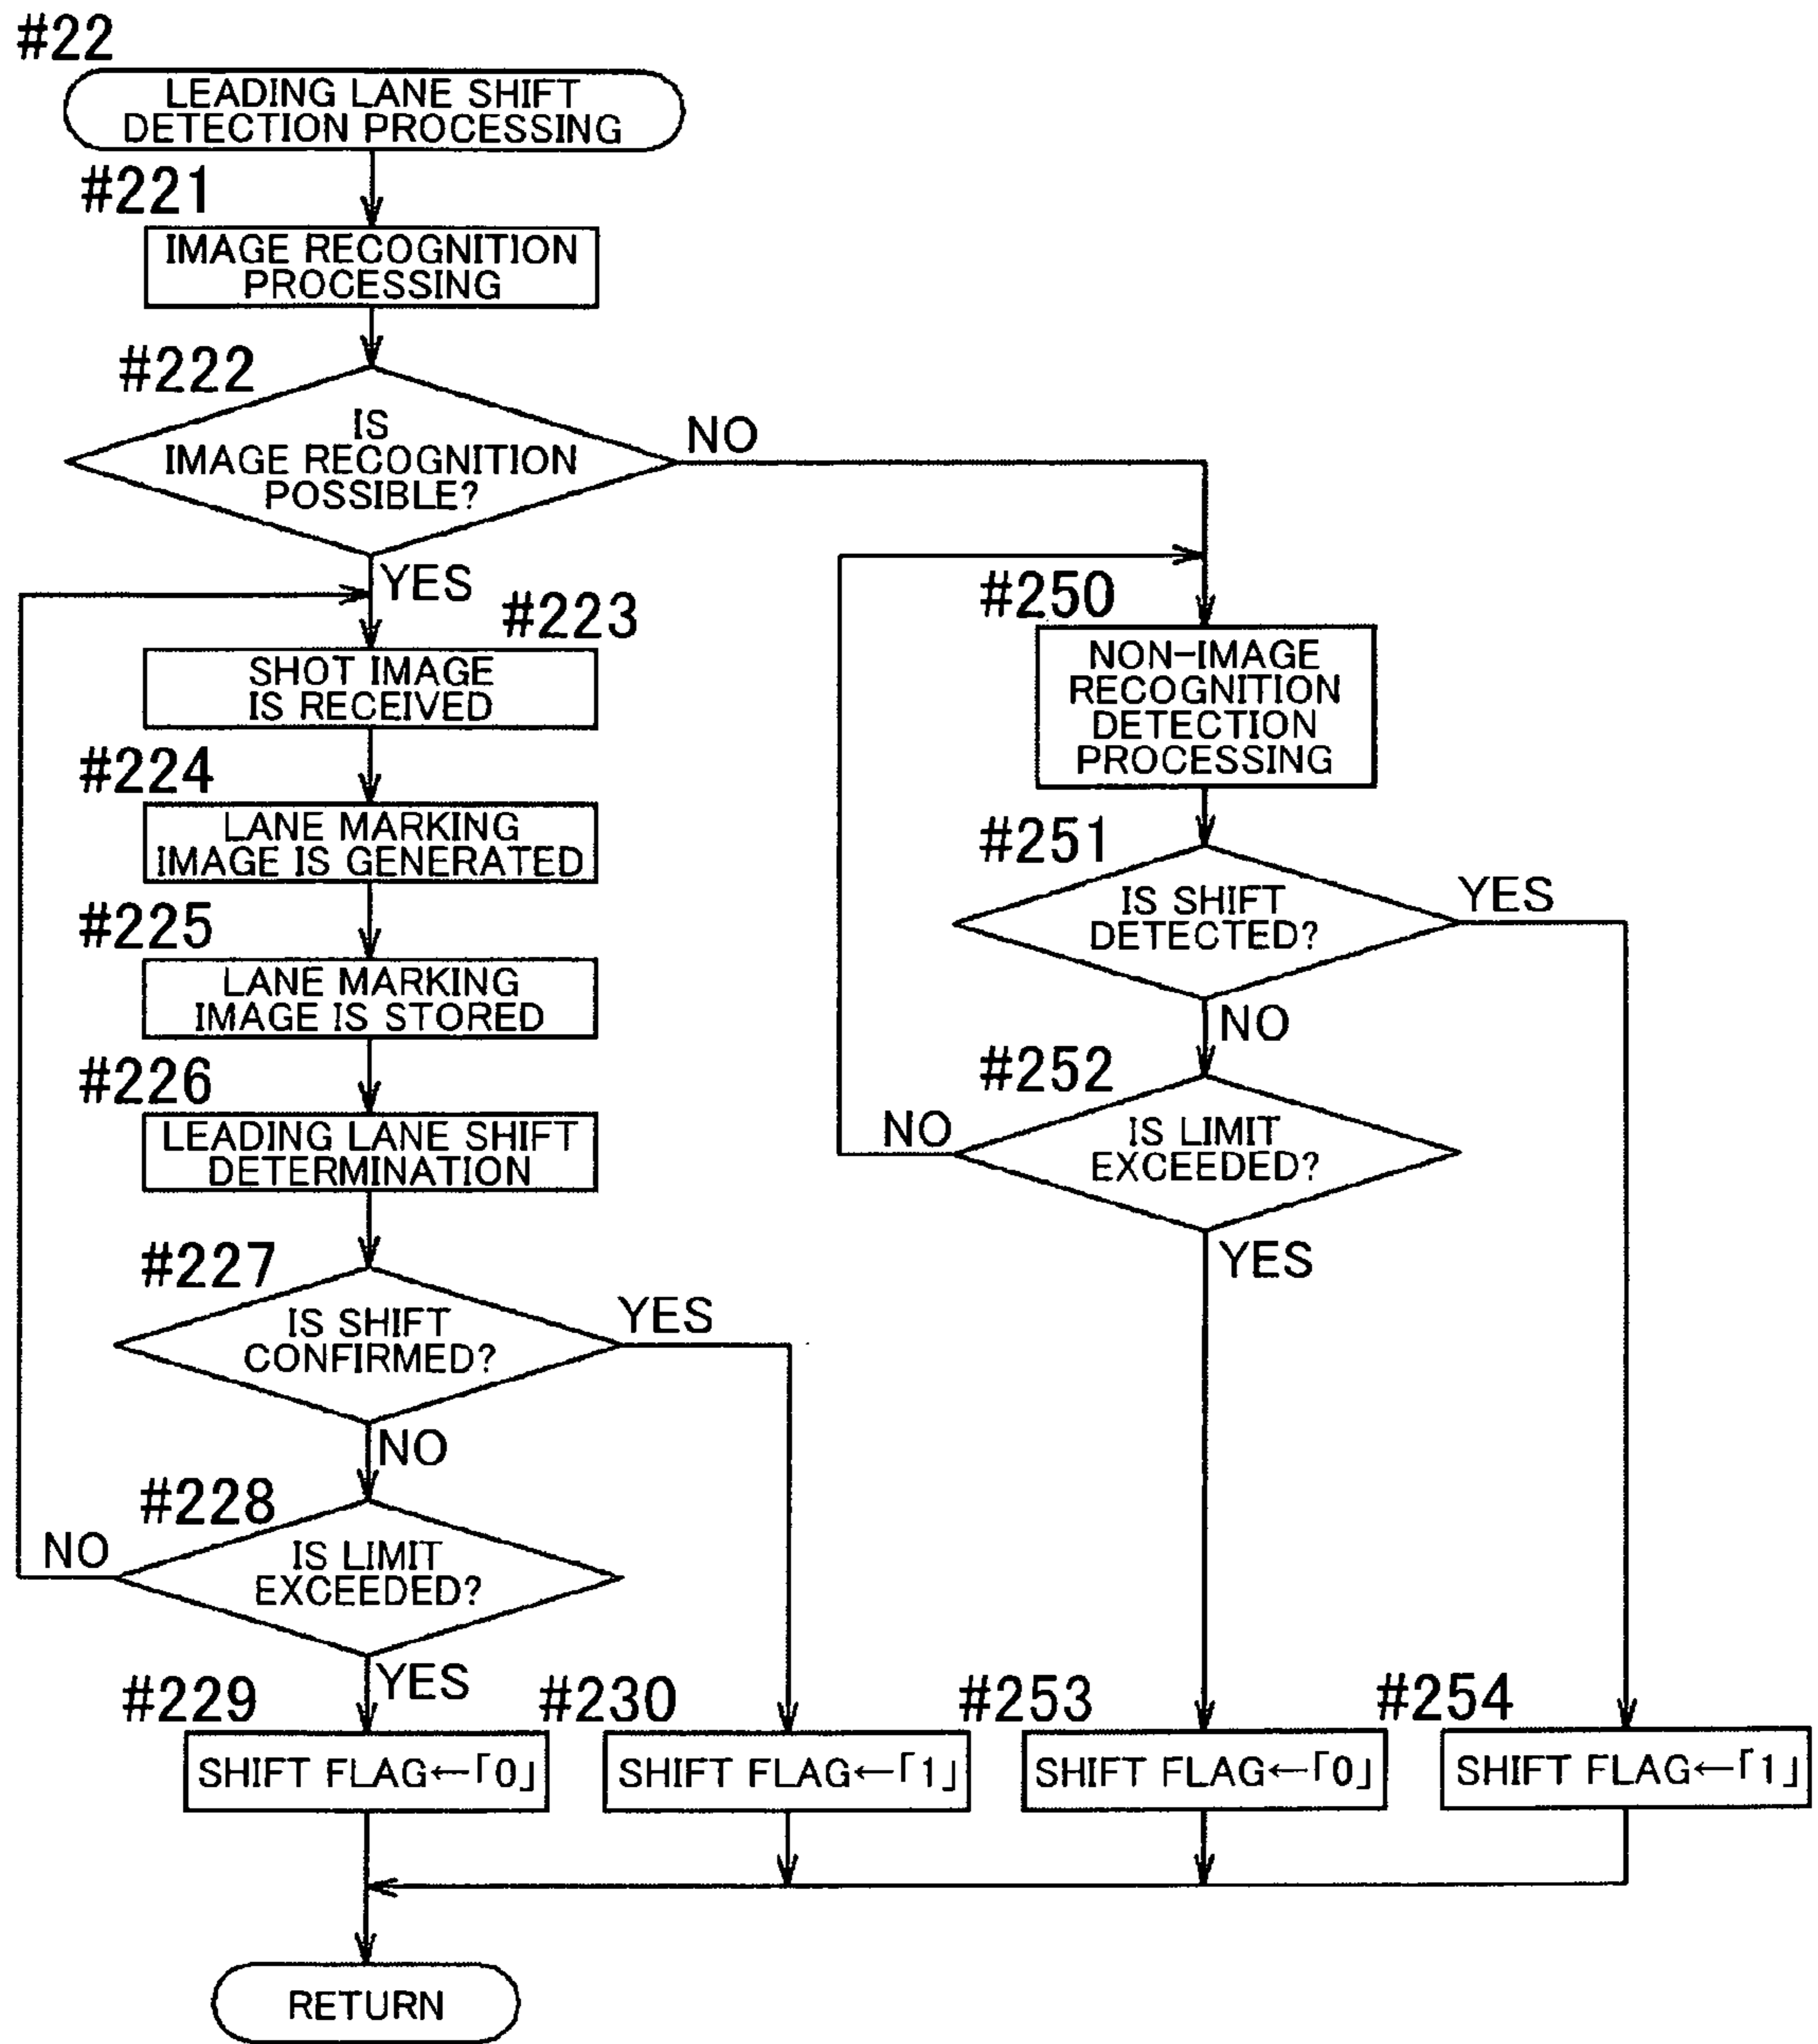 #22
LEADING LANE SHIFT
DETECTION PROCESSING
#221
IMAGE RECOGNITION
PROCESSING
#222
IS
IMAGE RECOGNITION
POSSIBLE?
NO
YES
#223
SHOT IMAGE
IS RECEIVED
#224
LANE MARKING
IMAGE IS GENERATED
#225
LANE MARKING
IMAGE IS STORED
#226
LEADING LANE SHIFT
DETERMINATION
#227
IS SHIFT
CONFIRMED?
YES
NO
#228
IS LIMIT
EXCEEDED?
NO
YES
#229
SHIFT FLAG←「0」
#230
SHIFT FLAG←「1」
#250
NON-IMAGE
RECOGNITION
DETECTION
PROCESSING
#251
IS SHIFT
DETECTED?
YES
NO
#252
IS LIMIT
EXCEEDED?
NO
YES
#253
SHIFT FLAG←「0」
#254
SHIFT FLAG←「1」
RETURN